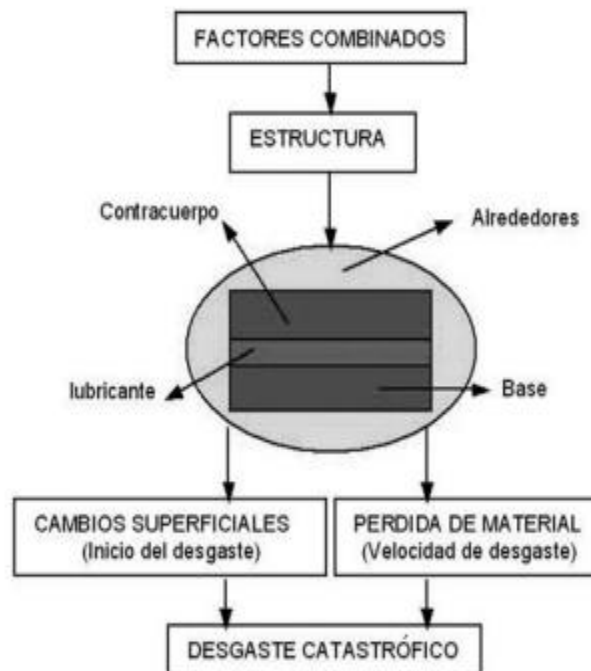 FACTORES COMBINADOS
ESTRUCTURA
Contracuerpo
Alrededores
lubricante
Base
CAMBIOS SUPERFICIALES
(Inicio del desgaste)
PERDIDA DE MATERIAL
(Velocidad de desgaste)
DESGASTE CATASTRÓFICO